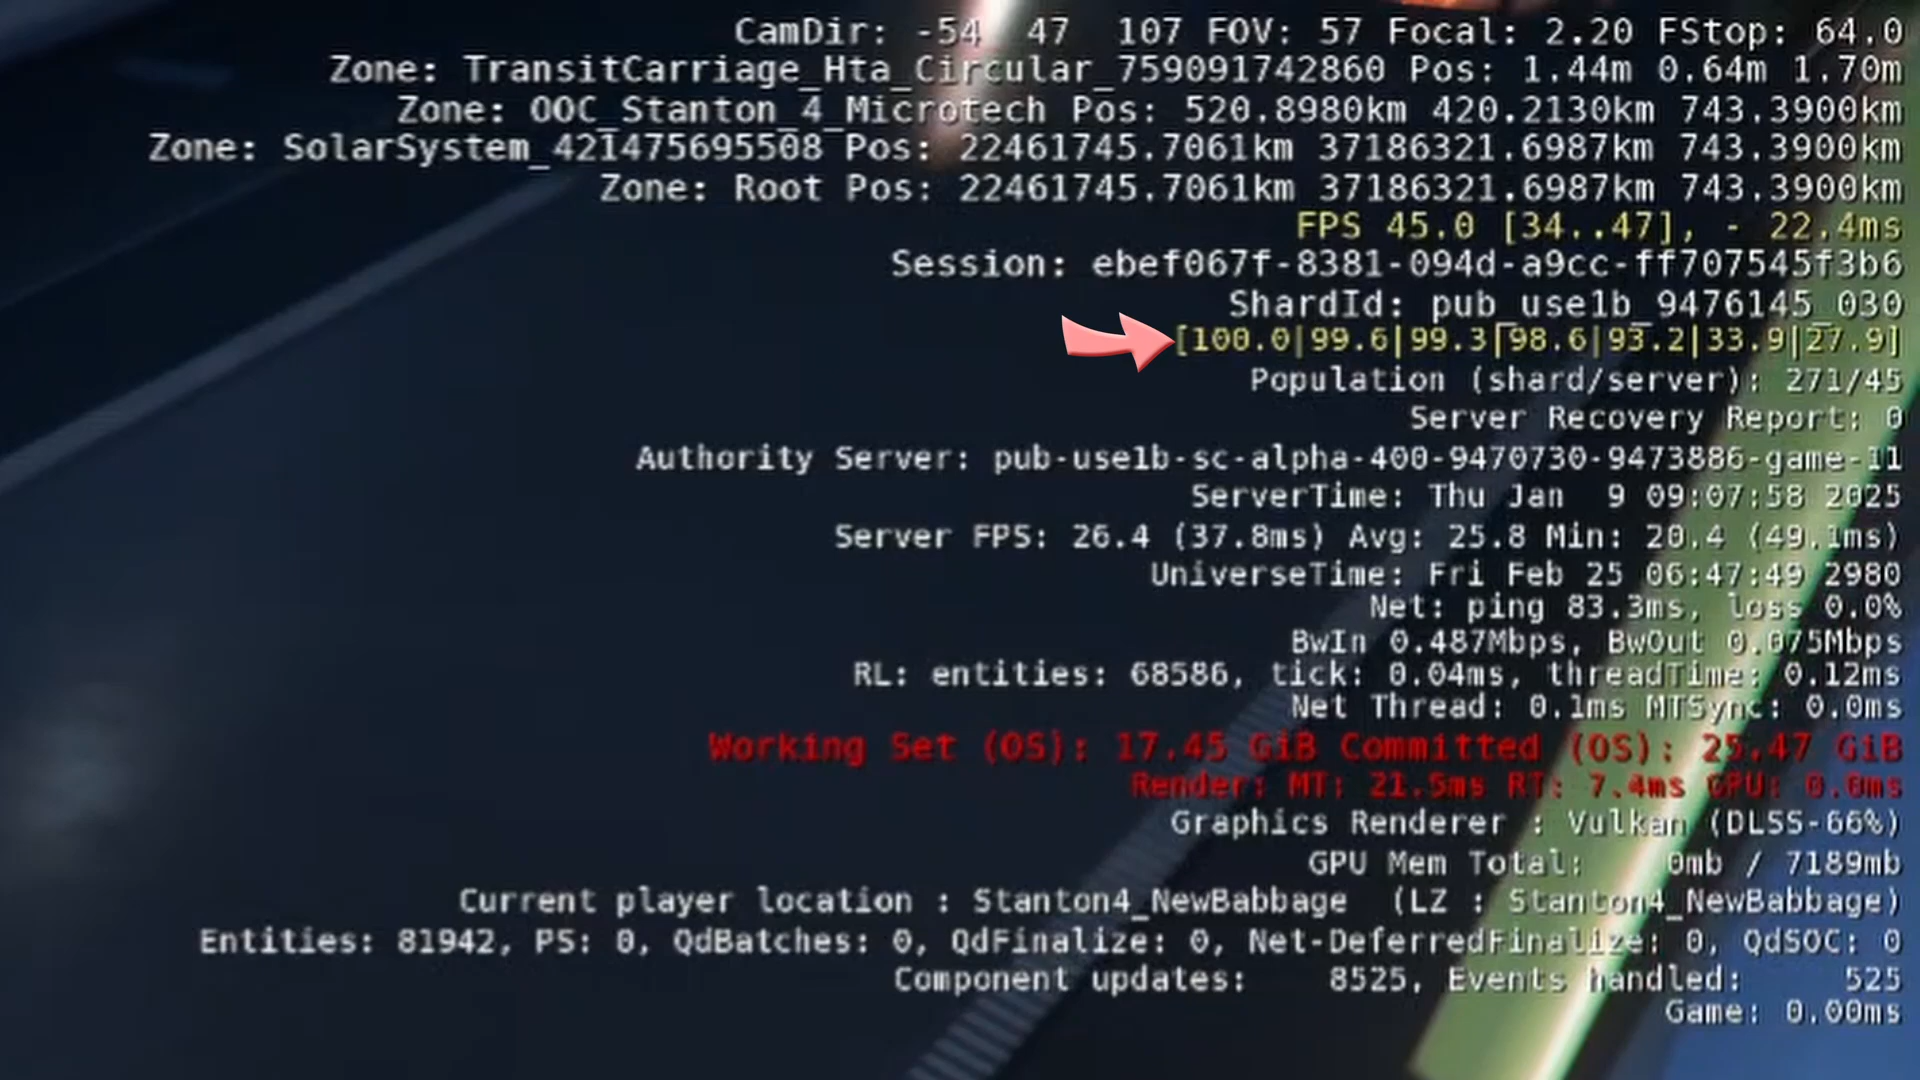 CamDir: -54 47 107 FOV: 57 Focal: 2.20 FStop: 64.0
Zone: TransitCarriage_Hta_Circular_759091742860 Pos: 1.44m 0.64m 1.70m
Zone: OOC_Stanton_4_Microtech Pos: 520.8980km 420.2130km 743.3900km
Zone: SolarSystem_421475695508 Pos: 22461745.7061km 37186321.6987km 743.3900km
Zone: Root Pos: 22461745.7061km 37186321.6987km 743.3900km
FPS 45.0 [34..47], - 22.4ms
Session: ebef067f-8381-094d-a9cc-ff707545f3b6
ShardId: pub_use1b_9476145_030
[100.0|99.6|99.3|98.6|93.2|33.9|27.9]
Population (shard/server): 271/45
Server Recovery Report: 0
Authority Server: pub-use1b-sc-alpha-400-9470730-9473886-game-11
ServerTime: Thu Jan 9 09:07:58 2025
Server FPS: 26.4 (37.8ms) Avg: 25.8 Min: 20.4 (49.1ms)
UniverseTime: Fri Feb 25 06:47:49 2980
Net: ping 83.3ms, loss 0.0%
BwIn 0.487Mbps, BwOut 0.075Mbps
RL: entities: 68586, tick: 0.04ms, threadTime: 0.12ms
Net Thread: 0.1ms MTSync: 0.0ms
Working Set (OS): 17.45 GiB Committed (OS): 25.47 GiB
Render: MT: 21.5ms RT: 7.4ms GPU: 0.0ms
Graphics Renderer : Vulkan (DLSS-66%)
GPU Mem Total: 0mb / 7189mb
Current player location : Stanton4_NewBabbage (LZ : Stanton4_NewBabbage)
Entities: 81942, PS: 0, QdBatches: 0, QdFinalize: 0, Net-DeferredFinalize: 0, QdSOC: 0
Component updates: 8525, Events handled: 525
Game: 0.00ms